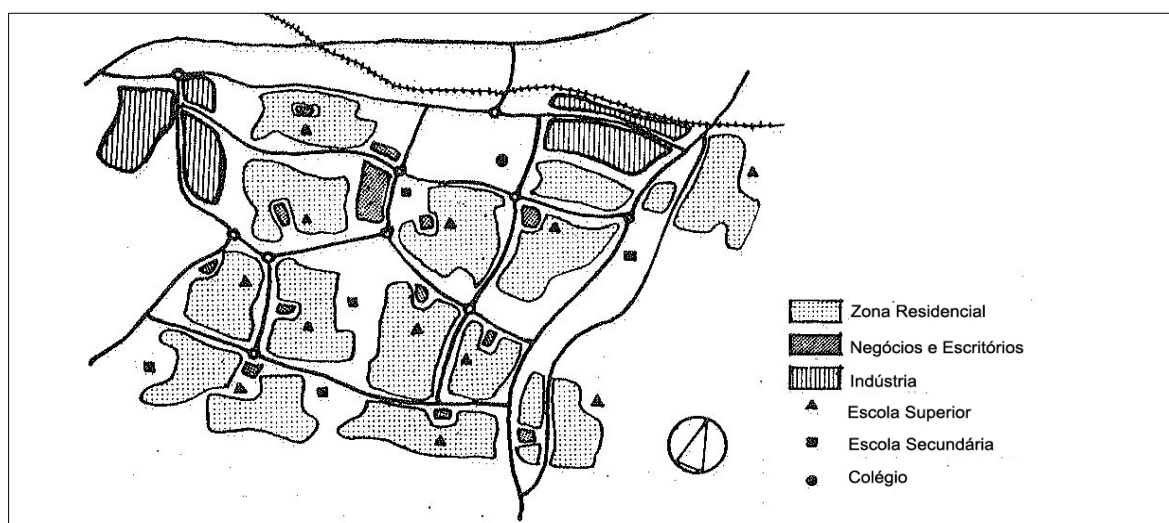 Zona Residencial
Negócios e Escritórios
Indústria
Escola Superior
Escola Secundária
Colégio